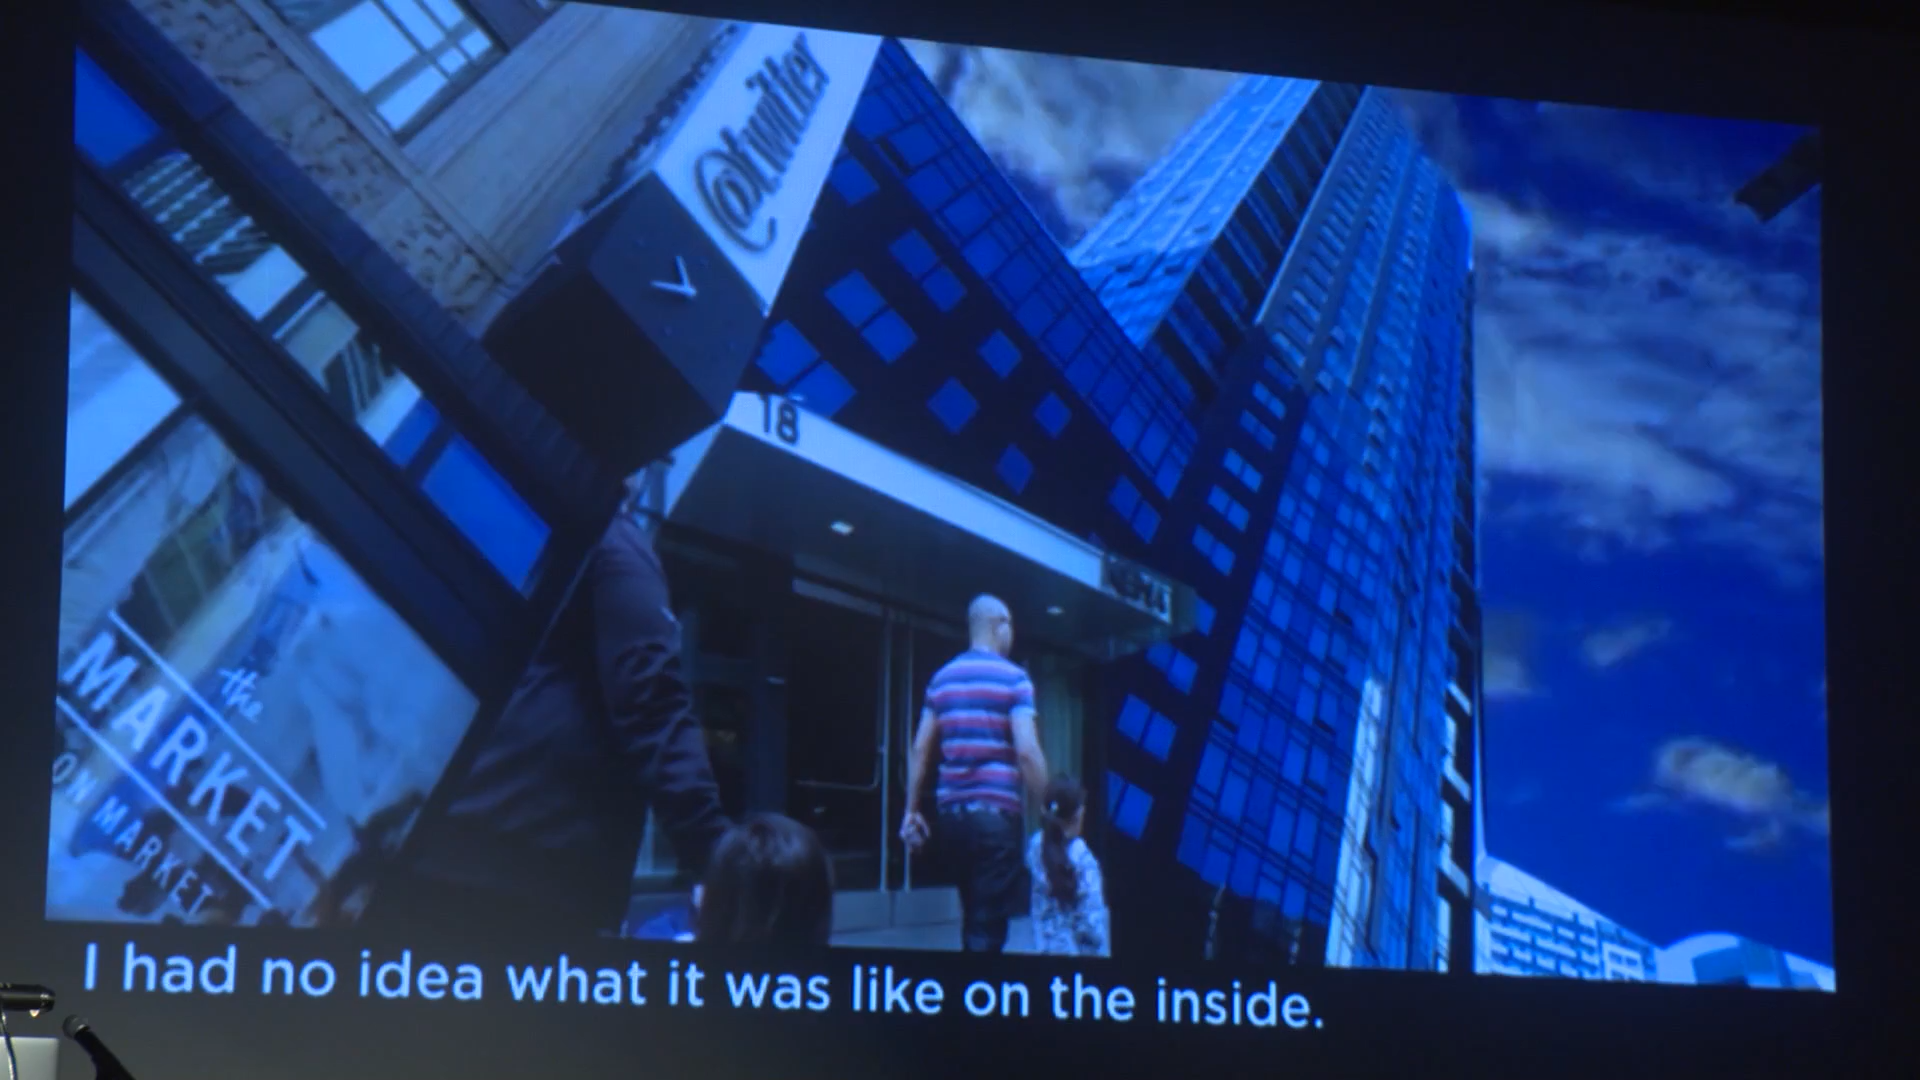 @twitter
18
the
MARKET
ON MARKET
I had no idea what it was like on the inside.